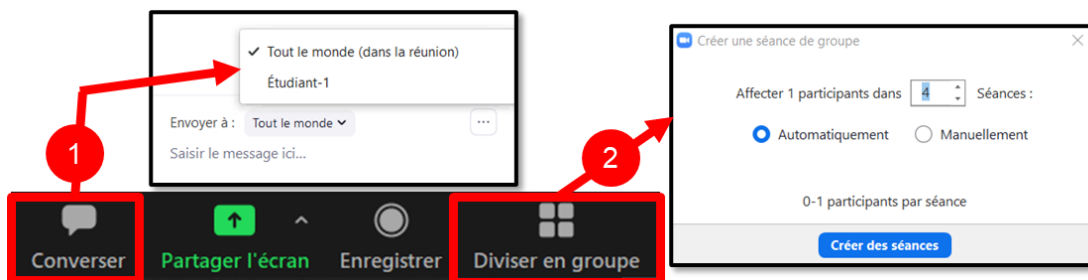 ✓ Tout le monde (dans la réunion)
Étudiant-1
Envoyer à : Tout le monde
...
Saisir le message ici...
1
Converser
Partager l'écran
Enregistrer
Diviser en groupe
2
Créer une séance de groupe
Affecter 1 participants dans 4 Séances :
Automatiquement Manuellement
0-1 participants par séance
Créer des séances